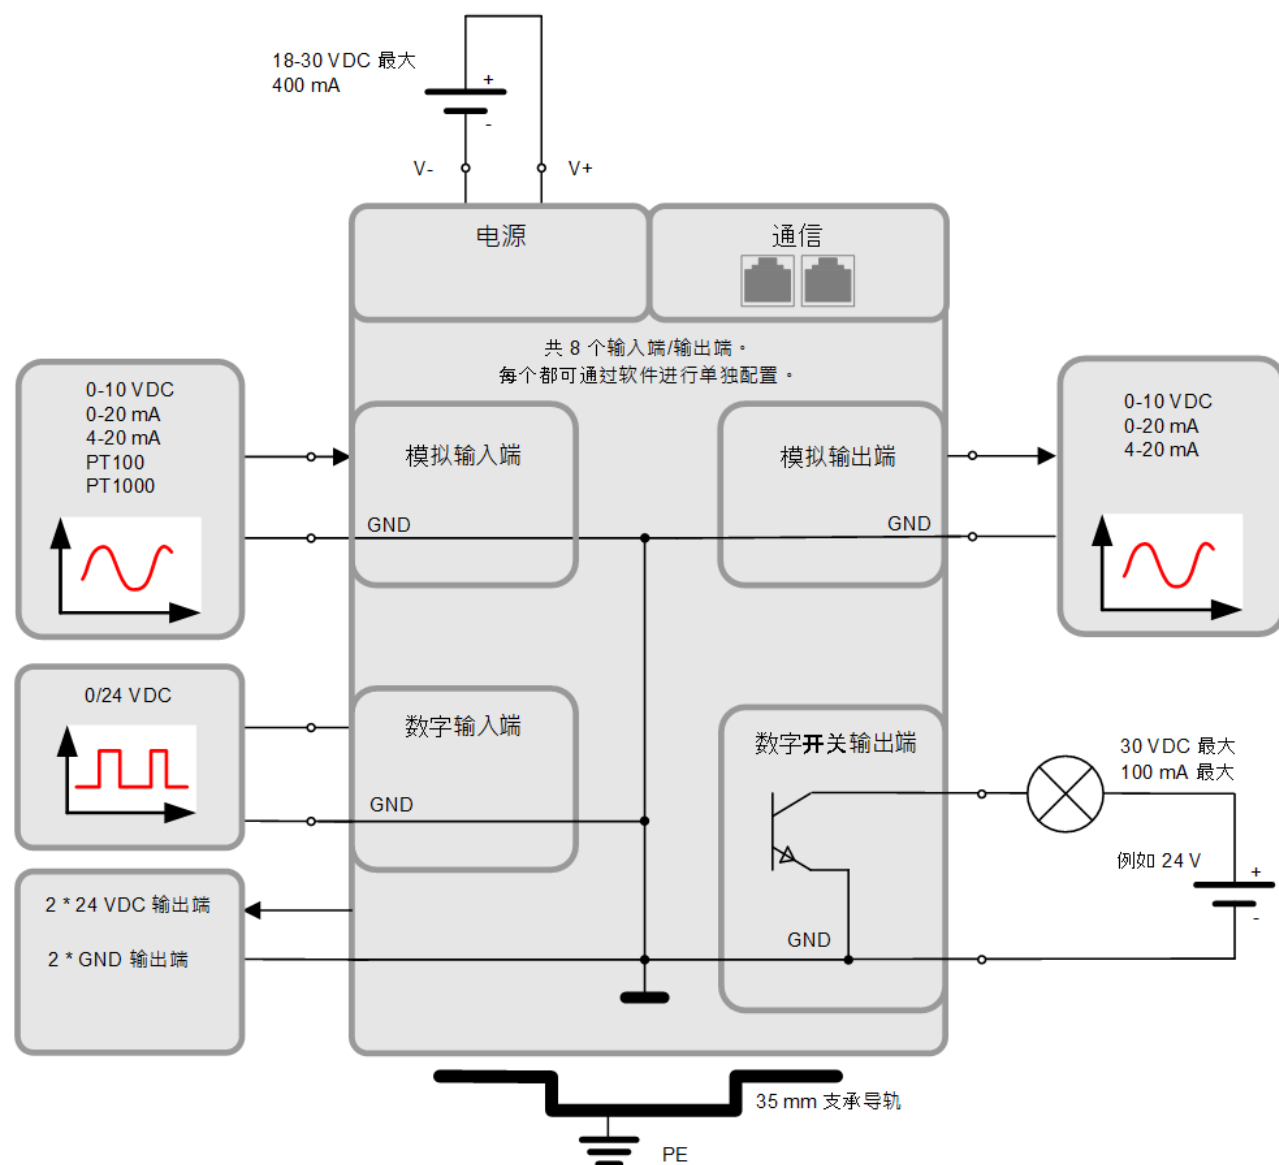 18-30 VDC 最大
400 mA
+
-
V-
V+
电源
通信
共 8 个输入端/输出端。
每个都可通过软件进行单独配置。
0-10 VDC
0-20 mA
4-20 mA
PT100
PT1000
模拟输入端
GND
模拟输出端
GND
0-10 VDC
0-20 mA
4-20 mA
0/24 VDC
数字输入端
GND
数字开关输出端
GND
30 VDC 最大
100 mA 最大
例如 24 V
+
-
2 * 24 VDC 输出端
2 * GND 输出端
35 mm 支承导轨
PE